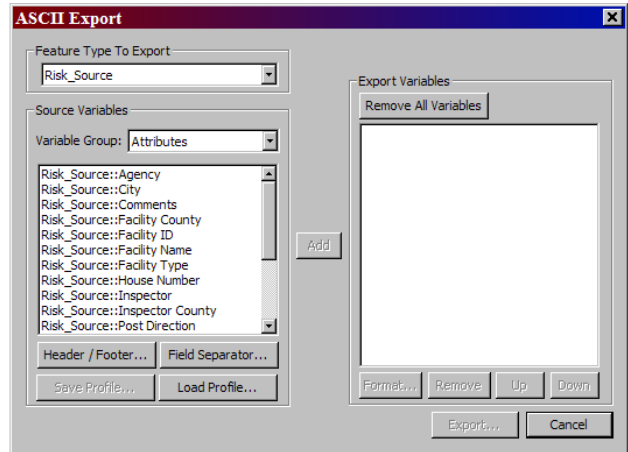 ASCII Export
Feature Type To Export
Risk_Source
Source Variables
Variable Group: Attributes
Risk_Source::Agency
Risk_Source::City
Risk_Source::Comments
Risk_Source::Facility County
Risk_Source::Facility ID
Risk_Source::Facility Name
Risk_Source::Facility Type
Risk_Source::House Number
Risk_Source::Inspector
Risk_Source::Inspector County
Risk_Source::Post Direction
Header / Footer... Field Separator...
Save Profile... Load Profile...
Add
Export Variables
Remove All Variables
Format... Remove Up Down
Export... Cancel